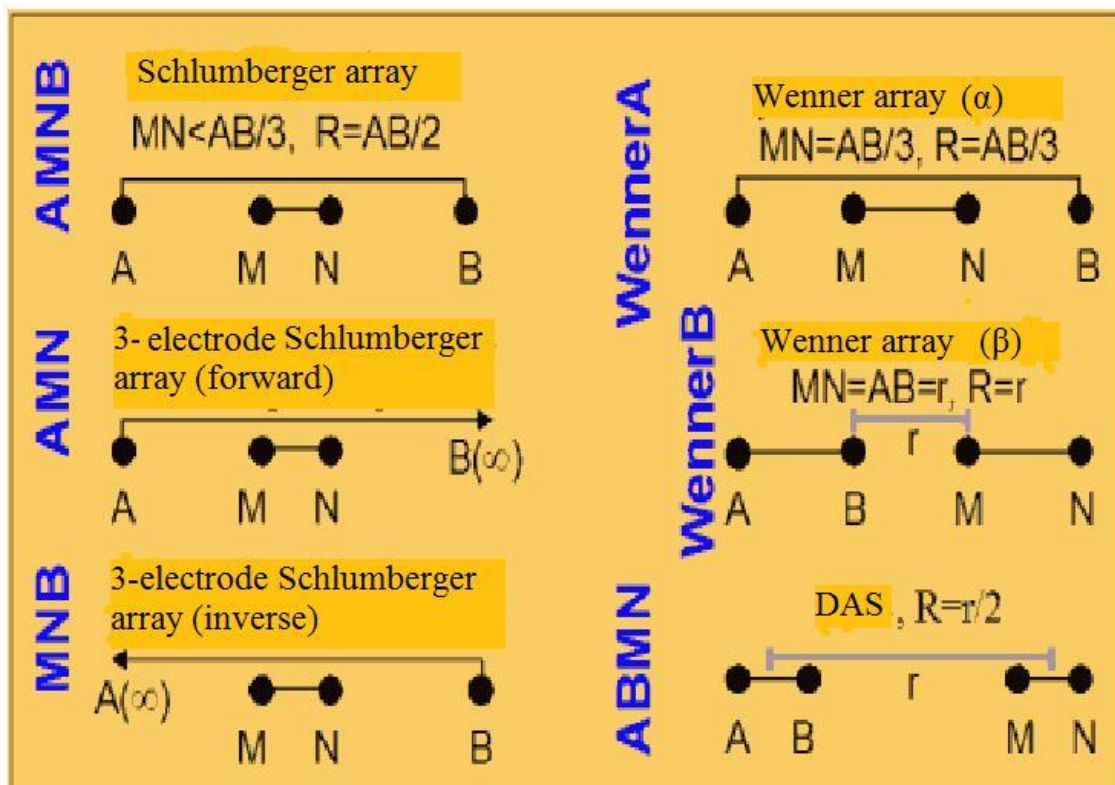 AMNB
Schlumberger array
MN<AB/3, R=AB/2
A M N B
AMN
3- electrode Schlumberger
array (forward)
B(∞)
A M N
MNB
3-electrode Schlumberger
array (inverse)
A(∞)
M N B
WennerA
Wenner array (α)
MN=AB/3, R=AB/3
A M N B
WennerB
Wenner array (β)
MN=AB=r, R=r
r
A B M N
ABMN
DAS, R=r/2
r
A B M N